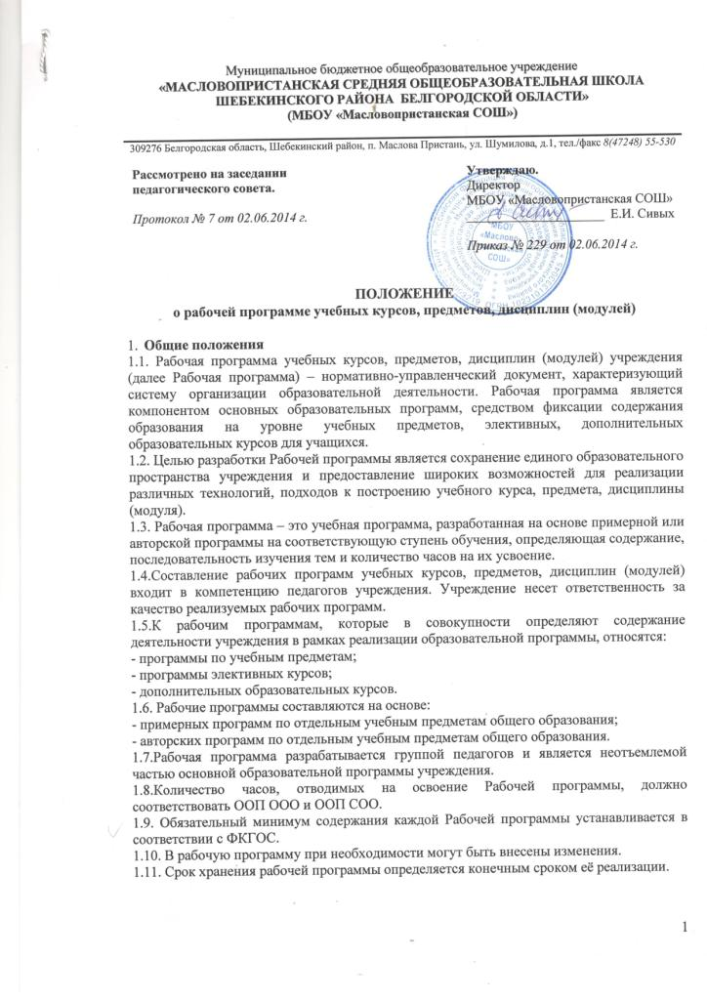 Муниципальное бюджетное общеобразовательное учреждение
«МАСЛОВОПРИСТАНСКАЯ СРЕДНЯЯ ОБЩЕОБРАЗОВАТЕЛЬНАЯ ШКОЛА
ШЕБЕКИНСКОГО РАЙОНА БЕЛГОРОДСКОЙ ОБЛАСТИ»
(МБОУ «Масловопристанская СОШ»)
309276 Белгородская область, Шебекинский район, п. Маслова Пристань, ул. Шумилова, д.1, тел./факс 8(47248) 55-530
Рассмотрено на заседании
педагогического совета.
Протокол № 7 от 02.06.2014 г.
Утверждаю.
Директор
МБОУ «Масловопристанская СОШ»
Е.И. Сивых
Приказ № 229 от 02.06.2014 г.
МБОУ
«Маслово-
СОШ»
ПОЛОЖЕНИЕ
о рабочей программе учебных курсов, предметов, дисциплин (модулей)
1. Общие положения
1.1. Рабочая программа учебных курсов, предметов, дисциплин (модулей) учреждения
(далее Рабочая программа) – нормативно-управленческий документ, характеризующий
систему организации образовательной деятельности. Рабочая программа является
компонентом основных образовательных программ, средством фиксации содержания
образования на уровне учебных предметов, элективных, дополнительных
образовательных курсов для учащихся.
1.2. Целью разработки Рабочей программы является сохранение единого образовательного
пространства учреждения и предоставление широких возможностей для реализации
различных технологий, подходов к построению учебного курса, предмета, дисциплины
(модуля).
1.3. Рабочая программа – это учебная программа, разработанная на основе примерной или
авторской программы на соответствующую ступень обучения, определяющая содержание,
последовательность изучения тем и количество часов на их усвоение.
1.4.Составление рабочих программ учебных курсов, предметов, дисциплин (модулей)
входит в компетенцию педагогов учреждения. Учреждение несет ответственность за
качество реализуемых рабочих программ.
1.5.К рабочим программам, которые в совокупности определяют содержание
деятельности учреждения в рамках реализации образовательной программы, относятся:
- программы по учебным предметам;
- программы элективных курсов;
- дополнительных образовательных курсов.
1.6. Рабочие программы составляются на основе:
- примерных программ по отдельным учебным предметам общего образования;
- авторских программ по отдельным учебным предметам общего образования.
1.7.Рабочая программа разрабатывается группой педагогов и является неотъемлемой
частью основной образовательной программы учреждения.
1.8.Количество часов, отводимых на освоение Рабочей программы, должно
соответствовать ООП ООО и ООП СОО.
1.9. Обязательный минимум содержания каждой Рабочей программы устанавливается в
соответствии с ФКГОС.
1.10. В рабочую программу при необходимости могут быть внесены изменения.
1.11. Срок хранения рабочей программы определяется конечным сроком её реализации.
1